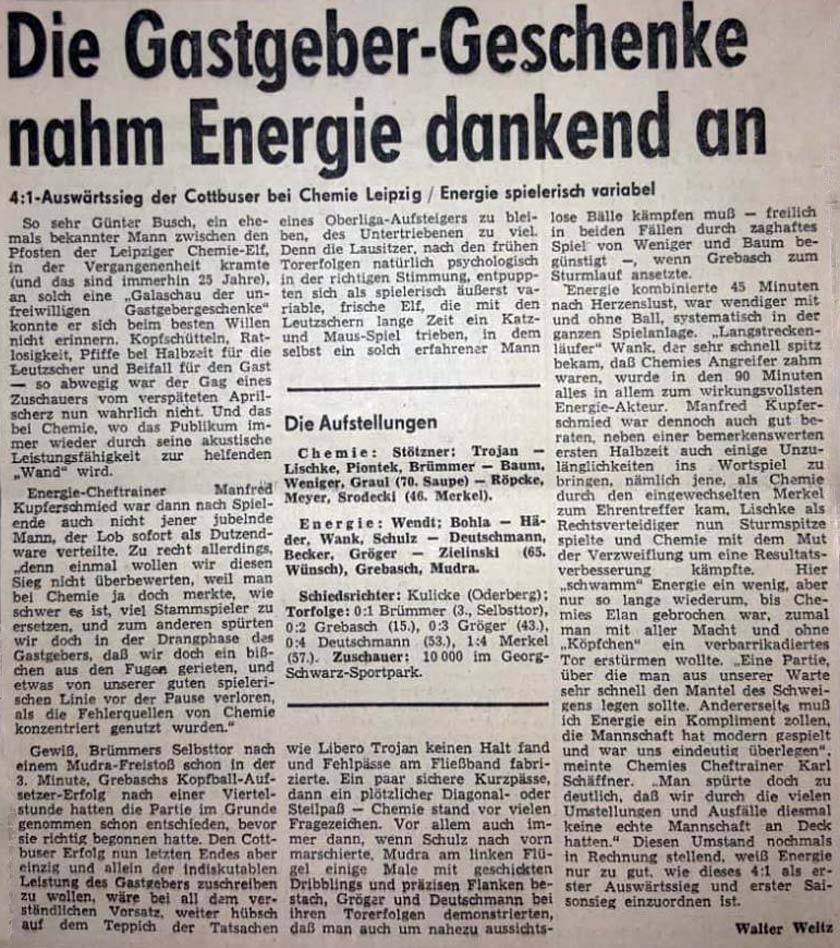 Die Gastgeber-Geschenke
nahm Energie dankend an
4:1-Auswärtssieg der Cottbuser bei Chemie Leipzig / Energie spielerisch variabel
So sehr Günter Busch, ein ehe-
mals bekannter Mann zwischen den
Pfosten der Leipziger Chemie-Elf,
in der Vergangenenheit kramte
(und das sind immerhin 25 Jahre),
an solch eine „Galaschau der un-
freiwilligen Gastgebergeschenke"
konnte er sich beim besten Willen
nicht erinnern. Kopfschütteln, Rat-
losigkeit, Pfiffe bei Halbzeit für die
Leutzscher und Beifall für den Gast
— so abwegig war der Gag eines
Zuschauers vom verspäteten April-
scherz nun wahrlich nicht. Und das
bei Chemie, wo das Publikum im-
mer wieder durch seine akustische
Leistungsfähigkeit zur helfenden
„Wand" wird.
Energie-Cheftrainer Manfred
Kupferschmied war dann nach Spiel-
ende auch nicht jener jubelnde
Mann, der Lob sofort als Dutzend-
ware verteilte. Zu recht allerdings,
„denn einmal wollen wir diesen
Sieg nicht überbewerten, weil man
bei Chemie ja doch merkte, wie
schwer es ist, viel Stammspieler zu
ersetzen, und zum anderen spürten
wir doch in der Drangphase des
Gastgebers, daß wir doch ein biß-
chen aus den Fugen gerieten, und
etwas von unserer guten spieleri-
schen Linie vor der Pause verloren,
als die Fehlerquellen von Chemie
konzentriert genutzt wurden."
Gewiß, Brümmers Selbsttor nach
einem Mudra-Freistoß schon in der
3. Minute, Grebaschs Kopfball-Auf-
setzer-Erfolg nach einer Viertel-
stunde hatten die Partie im Grunde
genommen schon entschieden, bevor
sie richtig begonnen hatte. Den Cott-
buser Erfolg nun letzten Endes aber
einzig und allein der indiskutablen
Leistung des Gastgebers zuschreiben
zu wollen, wäre bei all dem ver-
ständlichen Vorsatz, weiter hübsch
auf dem Teppich der Tatsachen
eines Oberliga-Aufsteigers zu blei-
ben, des Untertriebenen zu viel.
Denn die Lausitzer, nach den frühen
Torerfolgen natürlich psychologisch
in der richtigen Stimmung, entpupp-
ten sich als spielerisch äußerst va-
riable, frische Elf, die mit den
Leutzschern lange Zeit ein Katz-
und Maus-Spiel trieben, in dem
selbst ein solch erfahrener Mann
Die Aufstellungen
Chemie: Stötzner; Trojan —
Lischke, Piontek, Brümmer — Baum,
Weniger, Graul (70. Saupe) — Röpcke,
Meyer, Srodecki (46. Merkel).
Energie: Wendt; Bohla — Hä-
der, Wank, Schulz — Deutschmann,
Becker, Gröger — Zielinski (65.
Wünsch), Grebasch, Mudra.
Schiedsrichter: Kulicke (Oderberg);
Torfolge: 0:1 Brümmer (3., Selbsttor),
0:2 Grebasch (15.), 0:3 Gröger (43.),
0:4 Deutschmann (53.), 1:4 Merkel
(57.). Zuschauer: 10 000 im Georg-
Schwarz-Sportpark.
wie Libero Trojan keinen Halt fand
und Fehlpässe am Fließband fabri-
zierte. Ein paar sichere Kurzpässe,
dann ein plötzlicher Diagonal- oder
Steilpaß — Chemie stand vor vielen
Fragezeichen. Vor allem auch im-
mer dann, wenn Schulz nach vorn
marschierte, Mudra am linken Flü-
gel einige Male mit geschickten
Dribblings und präzisen Flanken be-
stach, Gröger und Deutschmann bei
ihren Torerfolgen demonstrierten,
daß man auch um nahezu aussichts-
lose Bälle kämpfen muß — freilich
in beiden Fällen durch zaghaftes
Spiel von Weniger und Baum be-
günstigt —, wenn Grebasch zum
Sturmlauf ansetzte.
Energie kombinierte 45 Minuten
nach Herzenslust, war wendiger mit
und ohne Ball, systematisch in der
ganzen Spielanlage. „Langstrecken-
läufer" Wank, der sehr schnell spitz
bekam, daß Chemies Angreifer zahm
waren, wurde in den 90 Minuten
alles in allem zum wirkungsvollsten
Energie-Akteur. Manfred Kupfer-
schmied war dennoch auch gut be-
raten, neben einer bemerkenswerten
ersten Halbzeit auch einige Unzu-
länglichkeiten ins Wortspiel zu
bringen, nämlich jene, als Chemie
durch den eingewechselten Merkel
zum Ehrentreffer kam, Lischke als
Rechtsverteidiger nun Sturmspitze
spielte und Chemie mit dem Mut
der Verzweiflung um eine Resultats-
verbesserung kämpfte. Hier
„schwamm" Energie ein wenig, aber
nur so lange wiederum, bis Che-
mies Elan gebrochen war, zumal
man mit aller Macht und ohne
„Köpfchen" ein verbarrikadiertes
Tor erstürmen wollte. „Eine Partie,
über die man aus unserer Warte
sehr schnell den Mantel des Schwei-
gens legen sollte. Andererseits muß
ich Energie ein Kompliment zollen,
die Mannschaft hat modern gespielt
und war uns eindeutig überlegen",
meinte Chemies Cheftrainer Karl
Schäffner. „Man spürte doch zu
deutlich, daß wir durch die vielen
Umstellungen und Ausfälle diesmal
keine echte Mannschaft an Deck
hatten." Diesen Umstand nochmals
in Rechnung stellend, weiß Energie
nur zu gut, wie dieses 4:1 als er-
ster Auswärtssieg und erster Sai-
sonsieg einzuordnen ist.
Walter Weitz